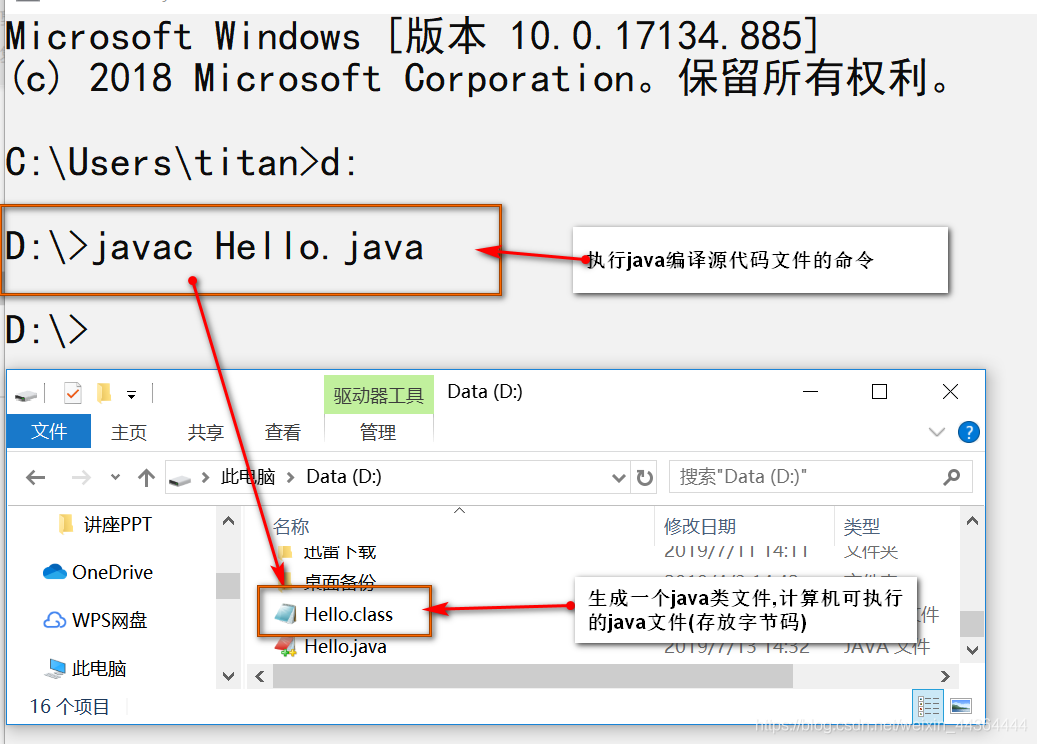 Microsoft Windows [版本 10.0.17134.885]
(c) 2018 Microsoft Corporation。保留所有权利。
C:\Users\titan>d:
D:\>javac Hello.java
执行java编译源代码文件的命令
D:\>
驱动器工具
Data (D:)
文件
主页
共享
查看
管理
此电脑
Data (D:)
搜索"Data (D:)"
讲座PPT
OneDrive
WPS网盘
此电脑
名称
修改日期
类型
迅雷下载
2019/7/11 14:11
文件夹
桌面备份
Hello.class
生成一个java类文件,计算机可执行
的java文件(存放字节码)
文件
Hello.java
2019/7/13 14:32
JAVA 文件
16 个项目
https://blog.csdn.net/weixin_44364444